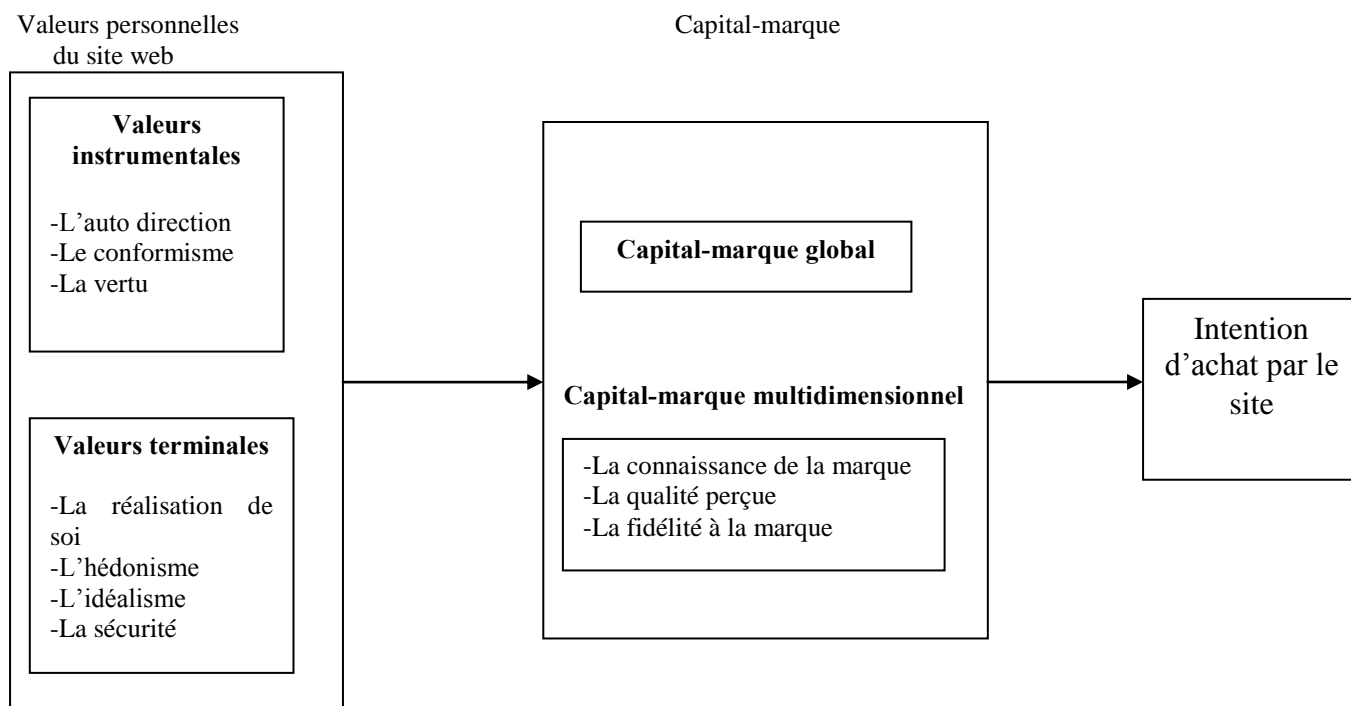 Valeurs personnelles
du site web
Valeurs
instrumentales
-L’auto direction
-Le conformisme
-La vertu
Valeurs terminales
-La réalisation de
soi
-L’hédonisme
-L’idéalisme
-La sécurité
Capital-marque
Capital-marque global
Capital-marque multidimensionnel
-La connaissance de la marque
-La qualité perçue
-La fidélité à la marque
Intention
d’achat par le
site